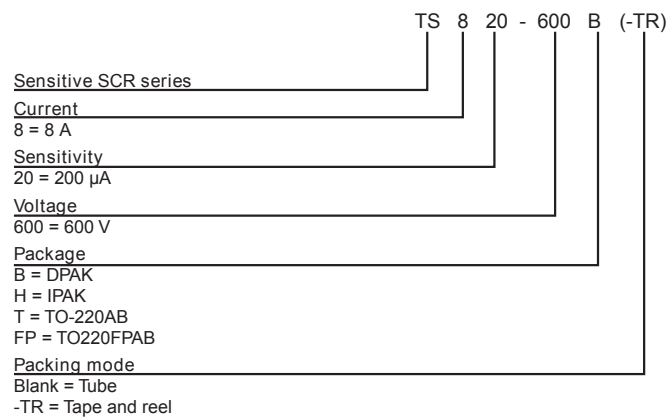 TS 8 20 - 600 B (-TR)
Sensitive SCR series
Current
8 = 8 A
Sensitivity
20 = 200 µA
Voltage
600 = 600 V
Package
B = DPAK
H = IPAK
T = TO-220AB
FP = TO220FPAB
Packing mode
Blank = Tube
-TR = Tape and reel